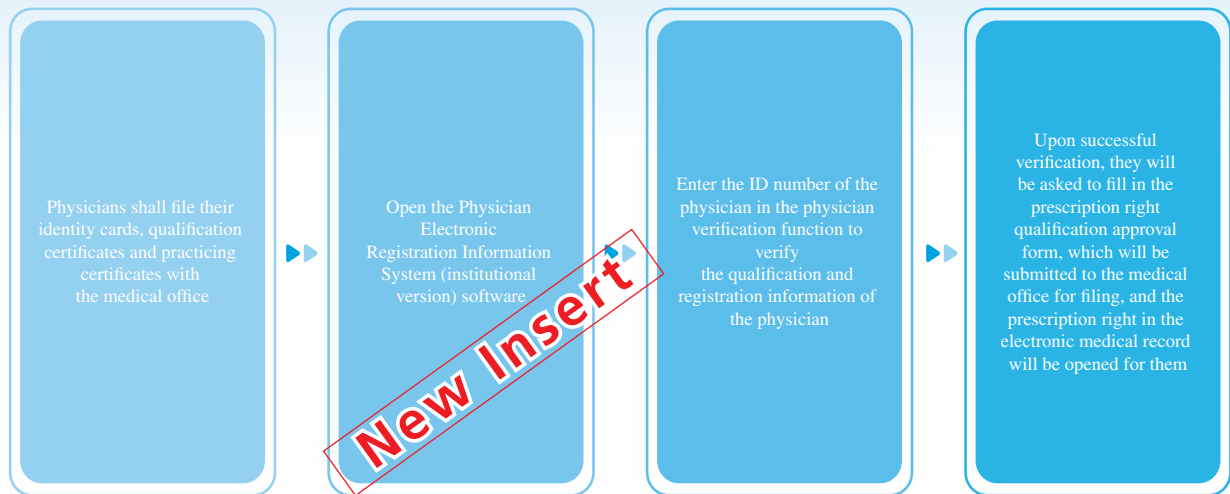 Physicians shall file their
identity cards, qualification
certificates and practicing
certificates with
the medical office
Open the Physician
Electronic
Registration Information
System (institutional
version) software
Enter the ID number of the
physician in the physician
verification function to
verify
the qualification and
registration information of
the physician
Upon successful
verification, they will
be asked to fill in the
prescription right
qualification approval
form, which will be
submitted to the medical
office for filing, and the
prescription right in the
electronic medical record
will be opened for them
New Insert